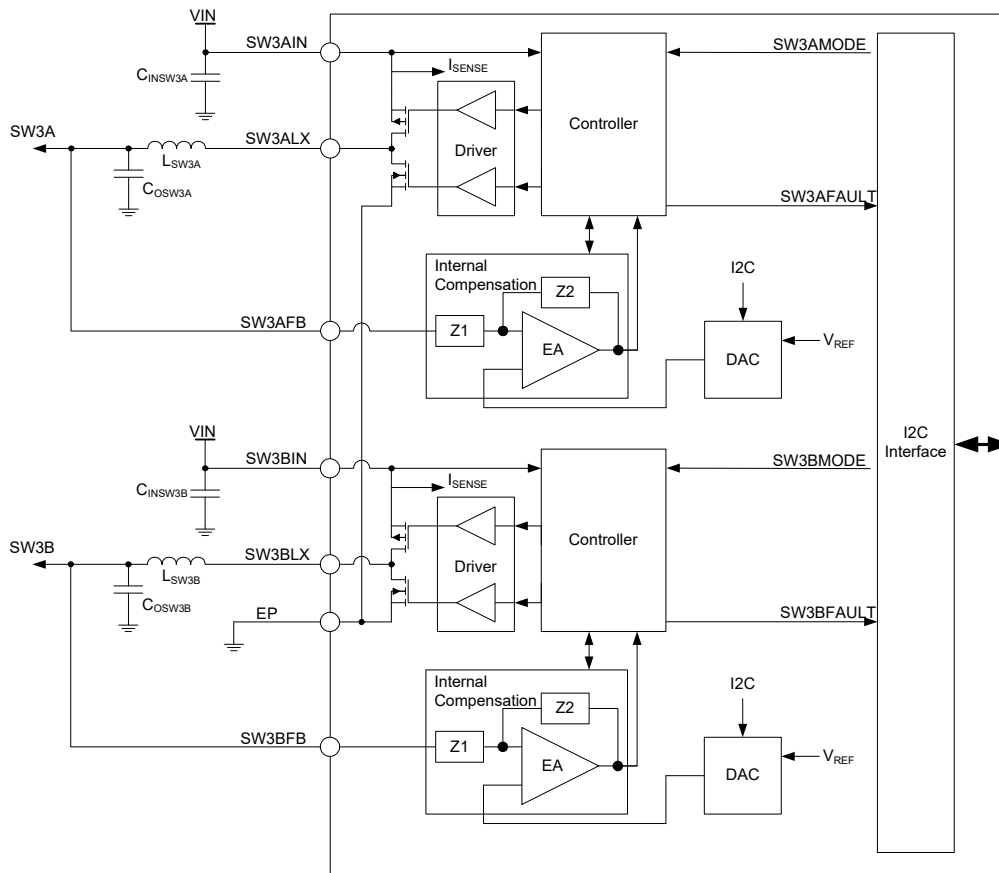 VIN
SW3AIN
CINSW3A
ISENSE
SW3AMODE
Controller
SW3A
SW3ALX
LSW3A
COSW3A
Driver
SW3AFAULT
Internal
Compensation
Z2
I2C
SW3AFB
Z1
EA
DAC
VREF
I2C
Interface
VIN
SW3BIN
CINSW3B
ISENSE
SW3BMODE
Controller
SW3B
SW3BLX
LSW3B
COSW3B
Driver
EP
SW3BFAULT
Internal
Compensation
Z2
I2C
SW3BFB
Z1
EA
DAC
VREF